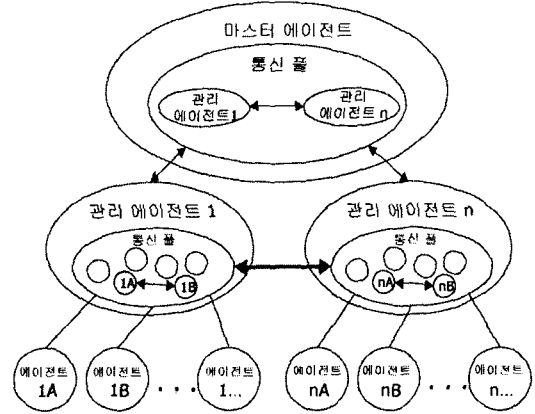 마스터 에이전트
통신 풀
관리
에이전트1
관리
에이전트n
관리 에이전트 1
통신 풀
1A
1B
관리 에이전트 n
통신 풀
nA
nB
에이전트
1A
에이전트
1B
...
에이전트
1...
에이전트
nA
에이전트
nB
...
에이전트
n...